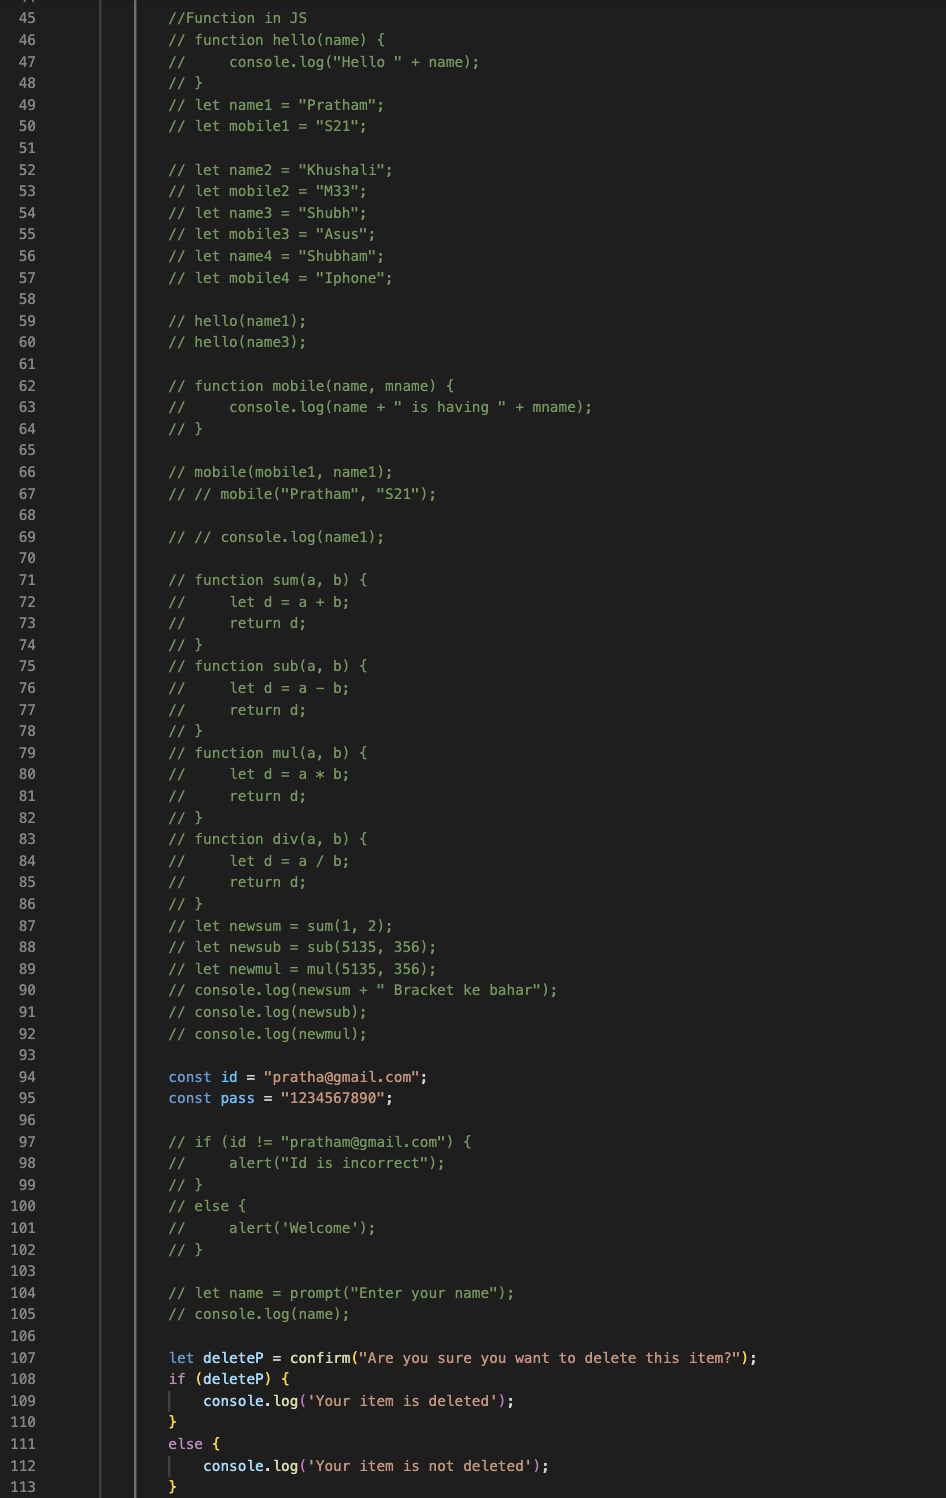 45 //Function in JS
46 // function hello(name) {
47 //     console.log("Hello " + name);
48 // }
49 // let name1 = "Pratham";
50 // let mobile1 = "S21";
51
52 // let name2 = "Khushali";
53 // let mobile2 = "M33";
54 // let name3 = "Shubh";
55 // let mobile3 = "Asus";
56 // let name4 = "Shubham";
57 // let mobile4 = "Iphone";
58
59 // hello(name1);
60 // hello(name3);
61
62 // function mobile(name, mname) {
63 //     console.log(name + " is having " + mname);
64 // }
65
66 // mobile(mobile1, name1);
67 // // mobile("Pratham", "S21");
68
69 // // console.log(name1);
70
71 // function sum(a, b) {
72 //     let d = a + b;
73 //     return d;
74 // }
75 // function sub(a, b) {
76 //     let d = a - b;
77 //     return d;
78 // }
79 // function mul(a, b) {
80 //     let d = a * b;
81 //     return d;
82 // }
83 // function div(a, b) {
84 //     let d = a / b;
85 //     return d;
86 // }
87 // let newsum = sum(1, 2);
88 // let newsub = sub(5135, 356);
89 // let newmul = mul(5135, 356);
90 // console.log(newsum + " Bracket ke bahar");
91 // console.log(newsub);
92 // console.log(newmul);
93
94 const id = "pratha@gmail.com";
95 const pass = "1234567890";
96
97 // if (id != "pratham@gmail.com") {
98 //     alert("Id is incorrect");
99 // }
100 // else {
101 //     alert('Welcome');
102 // }
103
104 // let name = prompt("Enter your name");
105 // console.log(name);
106
107 let deleteP = confirm("Are you sure you want to delete this item?");
108 if (deleteP) {
109     console.log('Your item is deleted');
110 }
111 else {
112     console.log('Your item is not deleted');
113 }